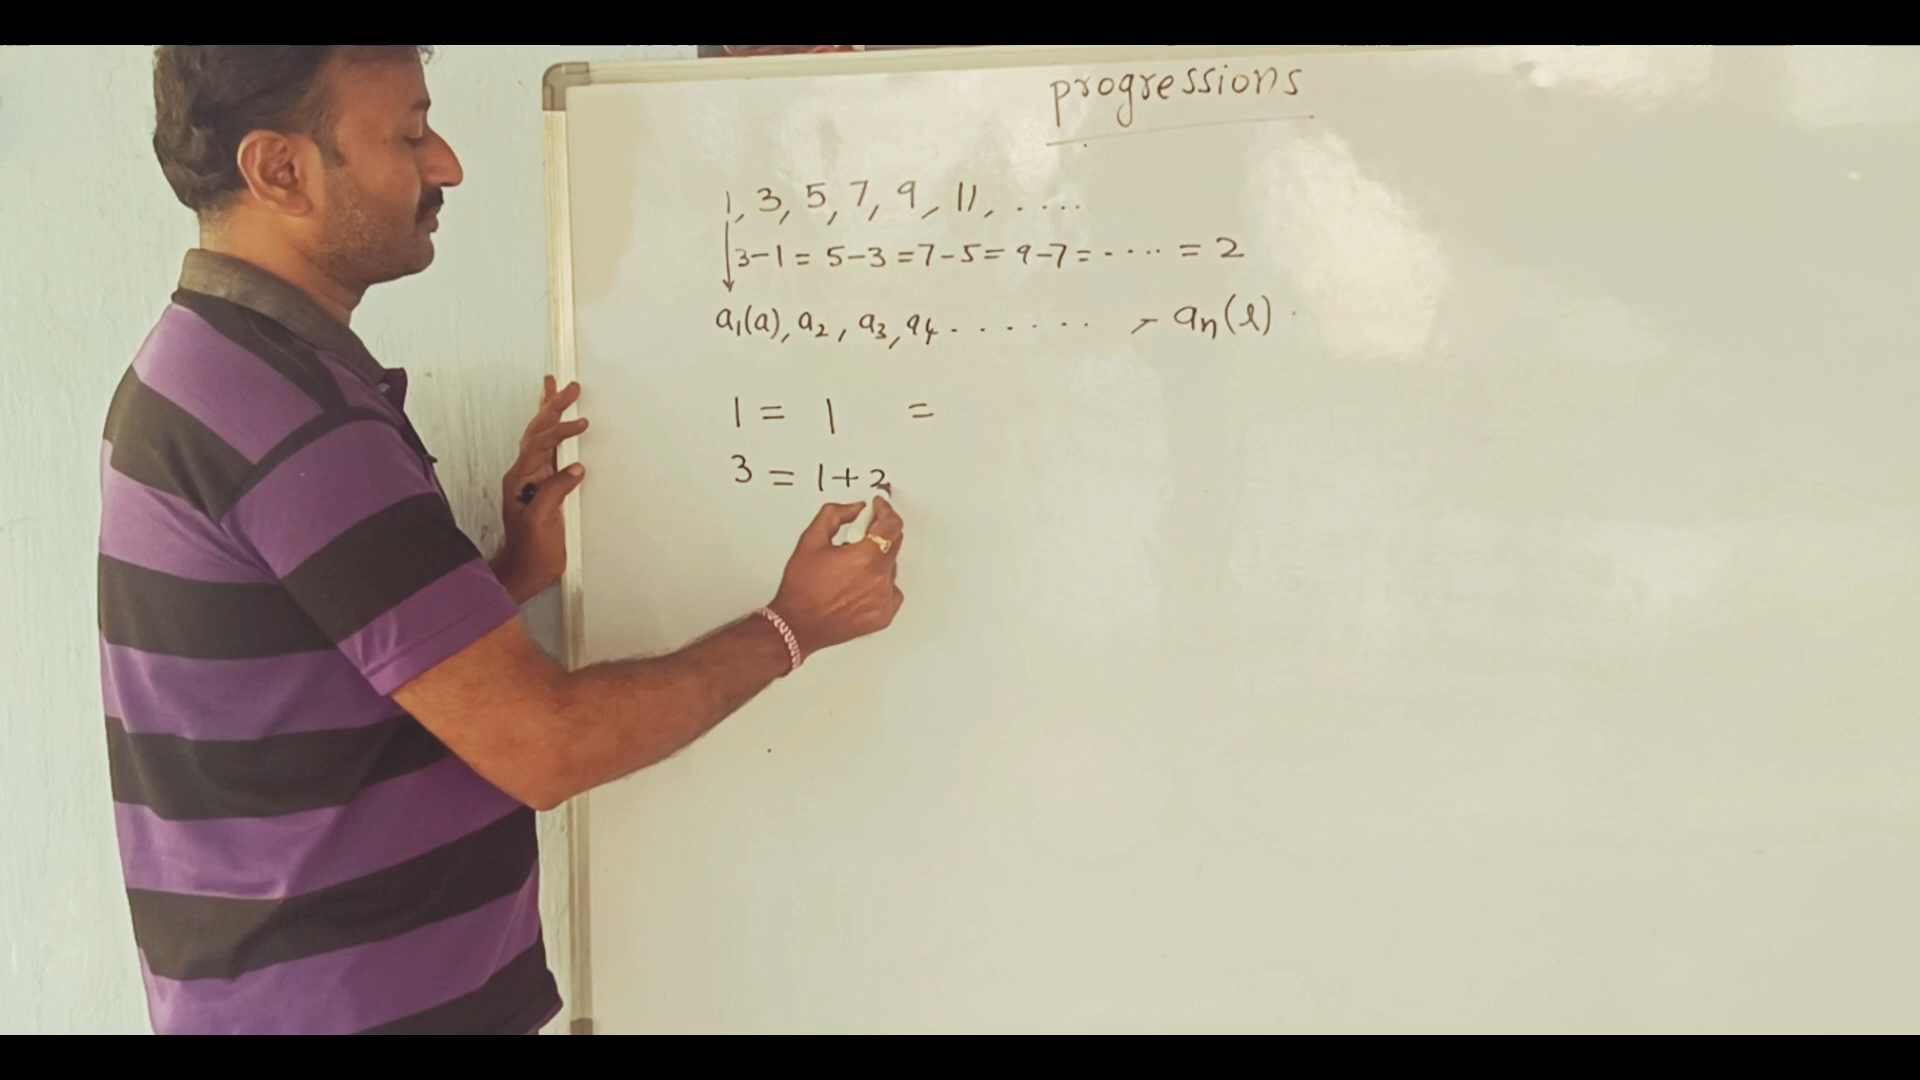 progressions
1, 3, 5, 7, 9, 11, ....
3-1 = 5-3 = 7-5 = 9-7 = ..... = 2
a₁(a), a₂, a₃, a₄ ....... , aₙ(l)
1 = 1 =
3 = 1+2